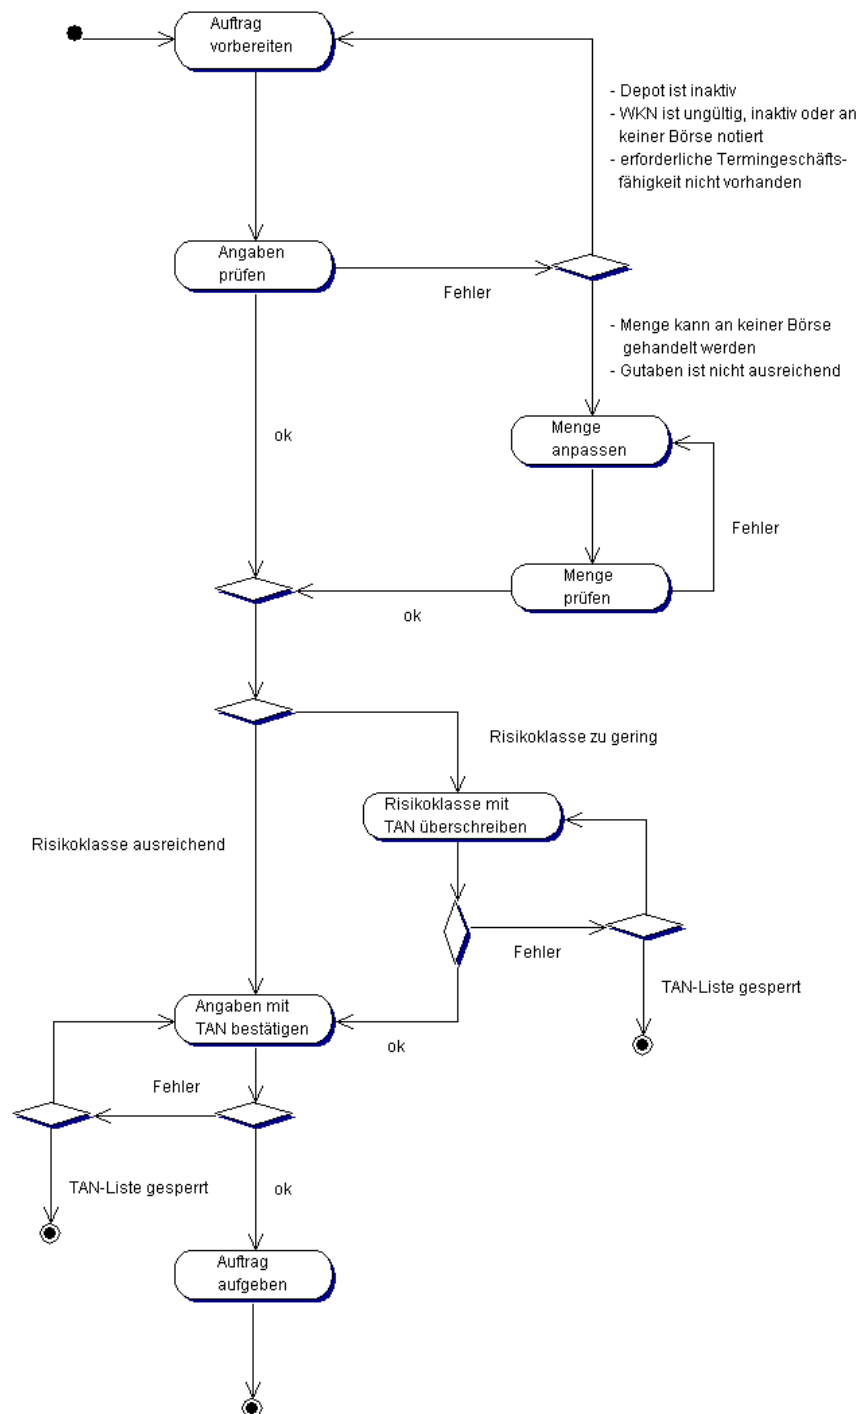 Auftrag
vorbereiten
- Depot ist inaktiv
- WKN ist ungültig, inaktiv oder an
keiner Börse notiert
- erforderliche Termingeschäfts-
fähigkeit nicht vorhanden
Angaben
prüfen
Fehler
- Menge kann an keiner Börse
gehandelt werden
- Gutaben ist nicht ausreichend
Menge
anpassen
ok
Fehler
Menge
prüfen
ok
Risikoklasse zu gering
Risikoklasse mit
TAN überschreiben
Risikoklasse ausreichend
Fehler
TAN-Liste gesperrt
Angaben mit
TAN bestätigen
ok
Fehler
TAN-Liste gesperrt
ok
Auftrag
aufgeben